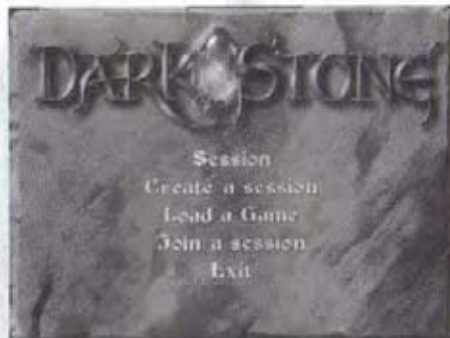 DARKSTONE
Session
Create a session
Load a Game
Join a session
Exit